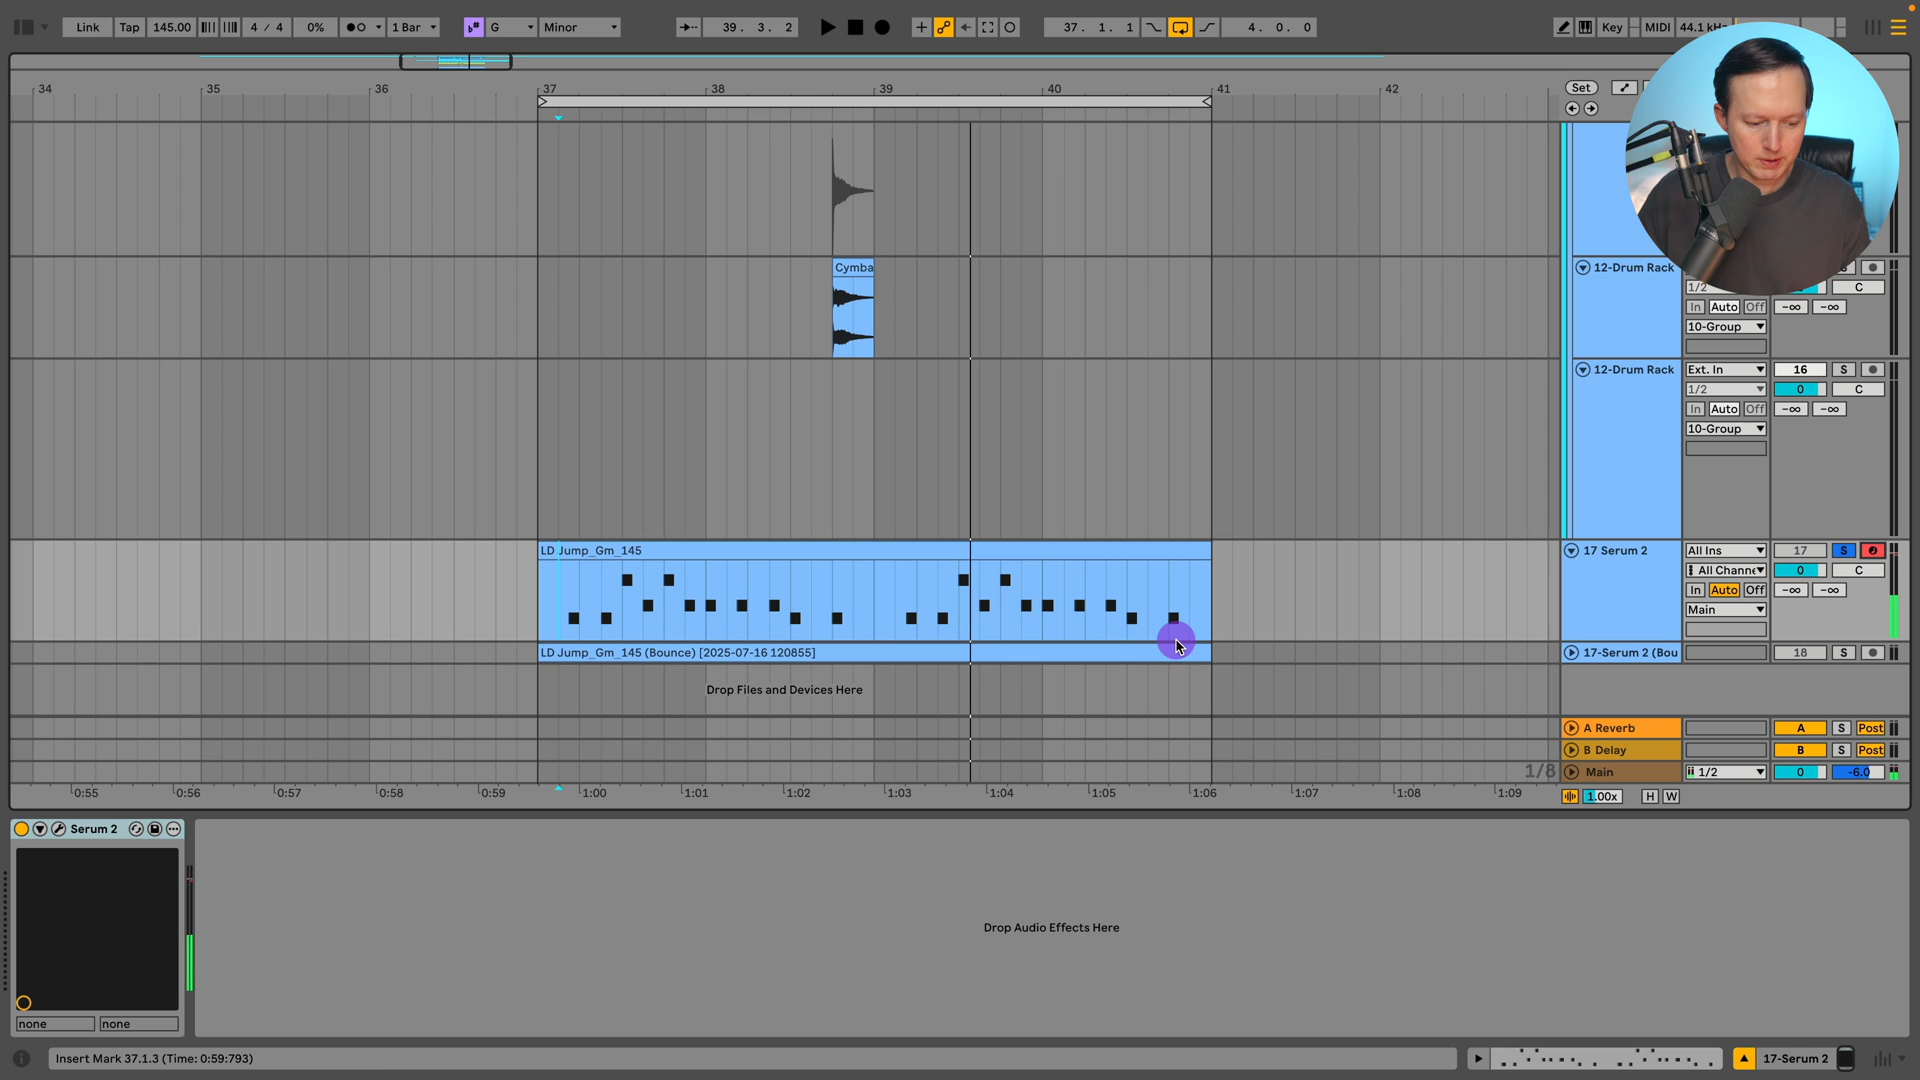 Link Tap 145.00 4 / 4 0% 1 Bar G Minor 39. 3. 2 37. 1. 1 4. 0. 0 Key MIDI 44.1 kHz
34 35 36 37 38 39 40 41 42 Set
Cymba
12-Drum Rack S
1/2 C
In Auto Off -∞ -∞
10-Group
12-Drum Rack Ext. In 16 S
1/2 0 C
In Auto Off -∞ -∞
10-Group
LD Jump_Gm_145 17 Serum 2 All Ins 17 S
All Channe 0 C
In Auto Off -∞ -∞
Main
LD Jump_Gm_145 (Bounce) [2025-07-16 120855] 17-Serum 2 (Bou 18 S
Drop Files and Devices Here
A Reverb A S Post
B Delay B S Post
1/8 Main 1/2 0 -6.0
0:55 0:56 0:57 0:58 0:59 1:00 1:01 1:02 1:03 1:04 1:05 1:06 1:07 1:08 1:09 1.00x H W
Serum 2
Drop Audio Effects Here
none none
Insert Mark 37.1.3 (Time: 0:59:793) 17-Serum 2